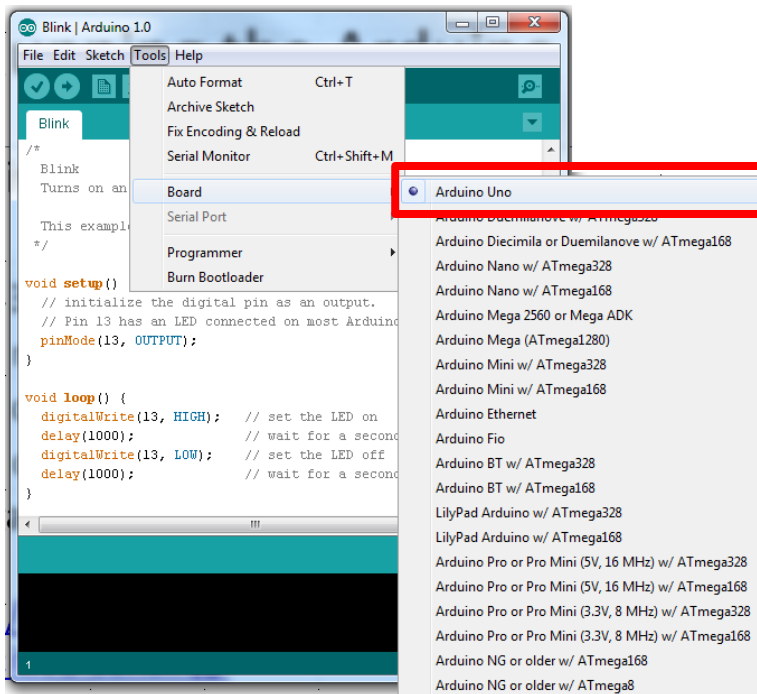 Blink | Arduino 1.0
File Edit Sketch Tools Help
Auto Format Ctrl+T
Archive Sketch
Fix Encoding & Reload
Serial Monitor Ctrl+Shift+M
Board
Serial Port
Programmer
Burn Bootloader
Blink
/*
Blink
Turns on an
This exampl
*/
void setup()
// initialize the digital pin as an output.
// Pin 13 has an LED connected on most Arduino
pinMode(13, OUTPUT);
}
void loop() {
digitalWrite(13, HIGH); // set the LED on
delay(1000); // wait for a second
digitalWrite(13, LOW); // set the LED off
delay(1000); // wait for a second
}
1
Arduino Uno
Arduino Duemilanove w/ ATmega328
Arduino Diecimila or Duemilanove w/ ATmega168
Arduino Nano w/ ATmega328
Arduino Nano w/ ATmega168
Arduino Mega 2560 or Mega ADK
Arduino Mega (ATmega1280)
Arduino Mini w/ ATmega328
Arduino Mini w/ ATmega168
Arduino Ethernet
Arduino Fio
Arduino BT w/ ATmega328
Arduino BT w/ ATmega168
LilyPad Arduino w/ ATmega328
LilyPad Arduino w/ ATmega168
Arduino Pro or Pro Mini (5V, 16 MHz) w/ ATmega328
Arduino Pro or Pro Mini (5V, 16 MHz) w/ ATmega168
Arduino Pro or Pro Mini (3.3V, 8 MHz) w/ ATmega328
Arduino Pro or Pro Mini (3.3V, 8 MHz) w/ ATmega168
Arduino NG or older w/ ATmega168
Arduino NG or older w/ ATmega8